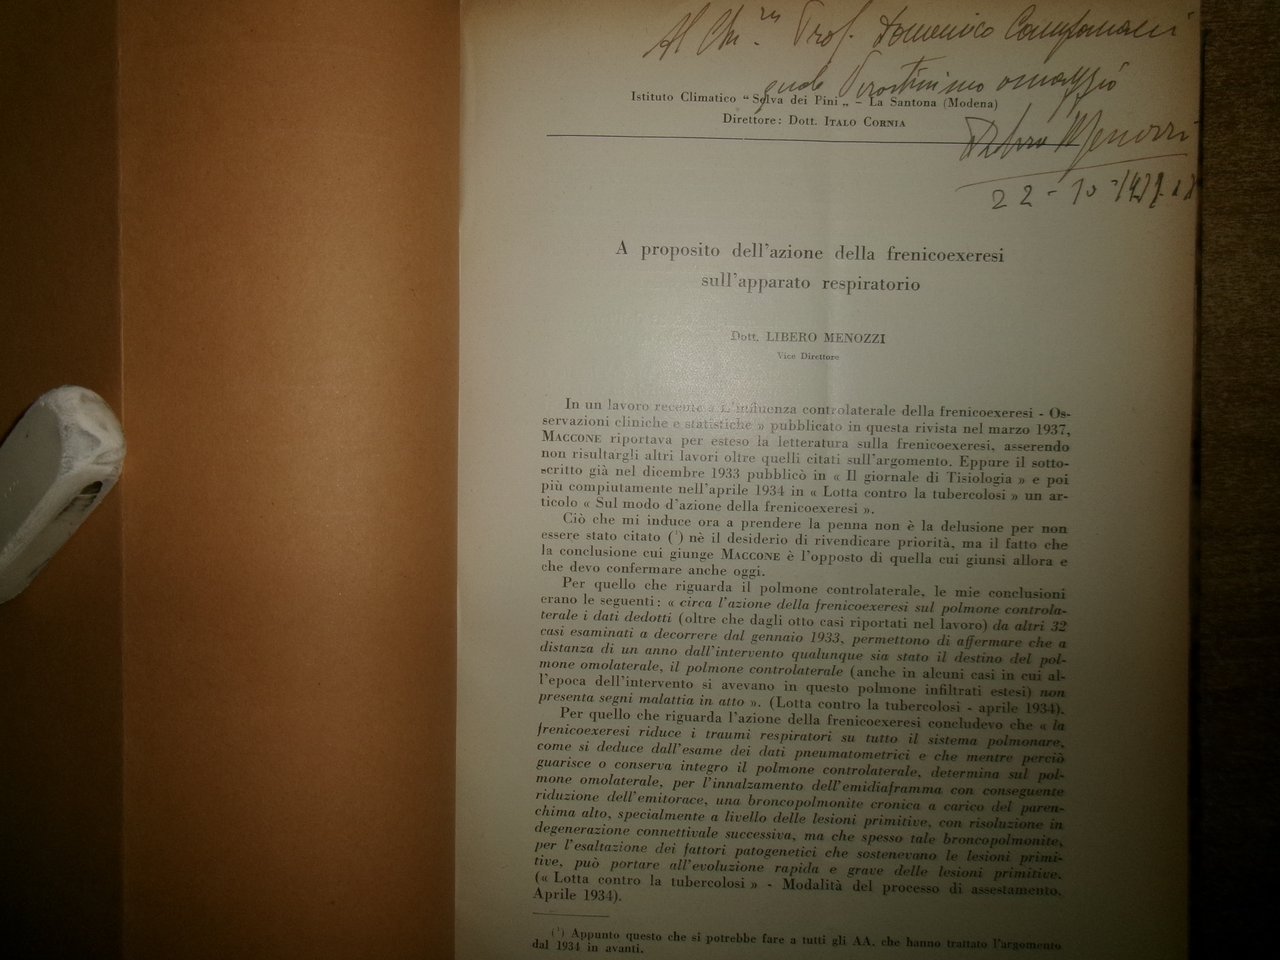 Al Ch. Prof. Domenico Campanacci
quale omaggio
Istituto Climatico “Selva dei Pini„ - La Santona (Modena)
Direttore: Dott. ITALO CORNIA
Libero Menozzi
22-10-
A proposito dell'azione della frenicoexeresi
sull'apparato respiratorio
Dott. LIBERO MENOZZI
Vice Direttore
In un lavoro recente « L'influenza controlaterale della frenicoexeresi - Os-
servazioni cliniche e statistiche » pubblicato in questa rivista nel marzo 1937,
MACCONE riportava per esteso la letteratura sulla frenicoexeresi, asserendo
non risultargli altri lavori oltre quelli citati sull'argomento. Eppure il sotto-
scritto già nel dicembre 1933 pubblicò in « Il giornale di Tisiologia » e poi
più compiutamente nell'aprile 1934 in « Lotta contro la tubercolosi » un ar-
ticolo « Sul modo d'azione della frenicoexeresi ».
Ciò che mi induce ora a prendere la penna non è la delusione per non
essere stato citato (¹) nè il desiderio di rivendicare priorità, ma il fatto che
la conclusione cui giunge MACCONE è l'opposto di quella cui giunsi allora e
che devo confermare anche oggi.
Per quello che riguarda il polmone controlaterale, le mie conclusioni
erano le seguenti: « circa l'azione della frenicoexeresi sul polmone controla-
terale i dati dedotti (oltre che dagli otto casi riportati nel lavoro) da altri 32
casi esaminati a decorrere dal gennaio 1933, permettono di affermare che a
distanza di un anno dall'intervento qualunque sia stato il destino del pol-
mone omolaterale, il polmone controlaterale (anche in alcuni casi in cui al-
l'epoca dell'intervento si avevano in questo polmone infiltrati estesi) non
presenta segni malattia in atto ». (Lotta contro la tubercolosi - aprile 1934).
Per quello che riguarda l'azione della frenicoexeresi concludevo che « la
frenicoexeresi riduce i traumi respiratori su tutto il sistema polmonare,
come si deduce dall'esame dei dati pneumatometrici e che mentre perciò
guarisce o conserva integro il polmone controlaterale, determina sul pol-
mone omolaterale, per l'innalzamento dell'emidiaframma con conseguente
riduzione dell'emitorace, una broncopolmonite cronica a carico del paren-
chima alto, specialmente a livello delle lesioni primitive, con risoluzione in
degenerazione connettivale successiva, ma che spesso tale broncopolmonite,
per l'esaltazione dei fattori patogenetici che sostenevano le lesioni primi-
tive, può portare all'evoluzione rapida e grave delle lesioni primitive.
(« Lotta contro la tubercolosi » - Modalità del processo di assestamento.
Aprile 1934).
(¹) Appunto questo che si potrebbe fare a tutti gli AA. che hanno trattato l'argomento
dal 1934 in avanti.